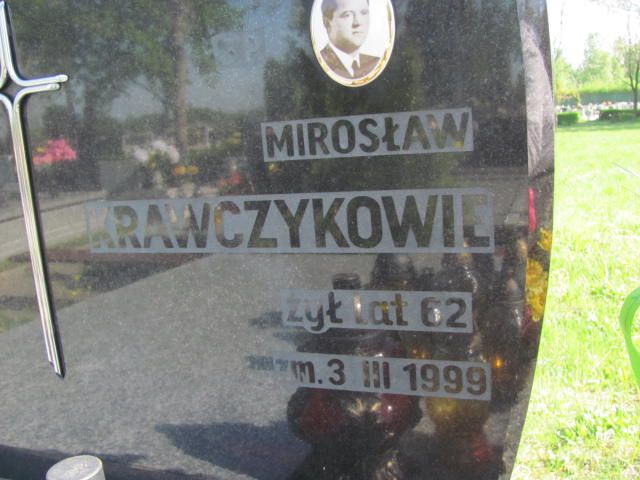 MIROSŁAW
KRAWCZYKOWIE
żył lat 62
zm. 3 III 1999